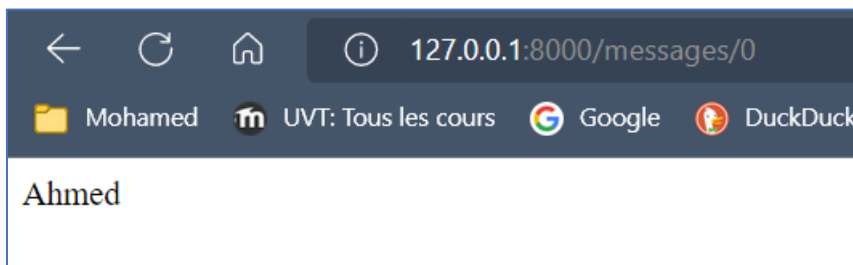 127.0.0.1:8000/messages/0
Mohamed UVT: Tous les cours Google DuckDuck
Ahmed